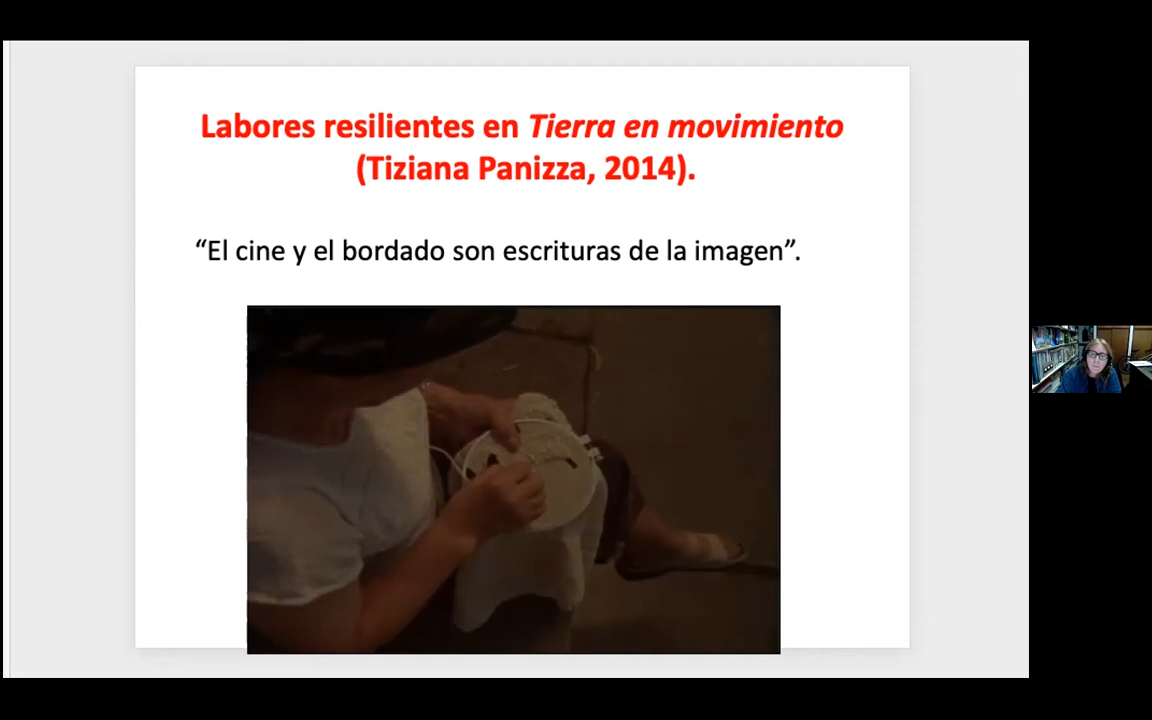 Labores resilientes en Tierra en movimiento
(Tiziana Panizza, 2014).
“El cine y el bordado son escrituras de la imagen”.